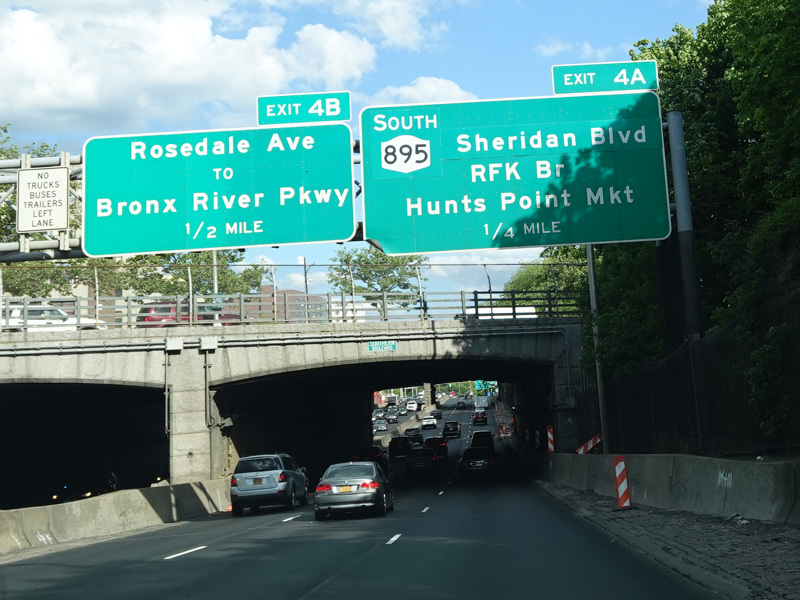 NO
TRUCKS
BUSES
TRAILERS
LEFT
LANE
EXIT 4B
Rosedale Ave
TO
Bronx River Pkwy
1/2 MILE
EXIT 4A
SOUTH
895
Sheridan Blvd
RFK Br
Hunts Point Mkt
1/4 MILE